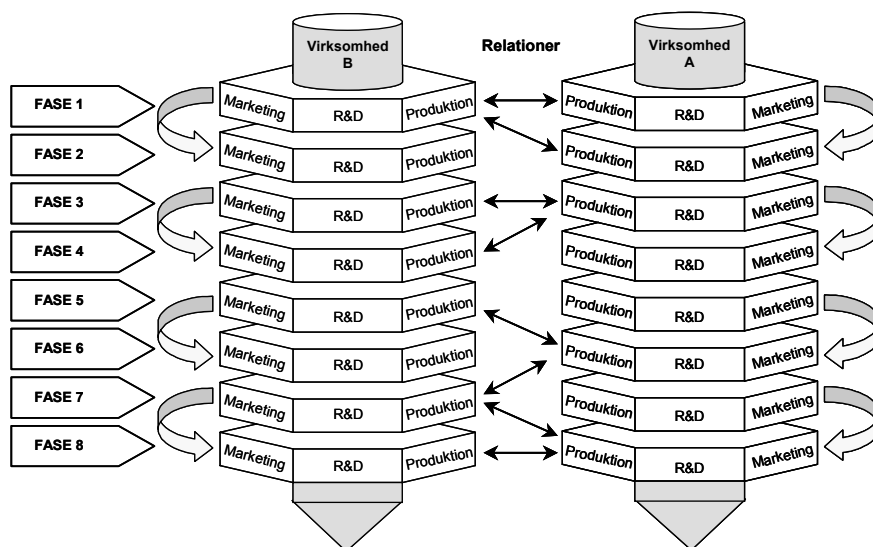 Virksomhed
B
Relationer
Virksomhed
A
FASE 1
Marketing R&D Produktion Produktion R&D Marketing
FASE 2
Marketing R&D Produktion Produktion R&D Marketing
FASE 3
Marketing R&D Produktion Produktion R&D Marketing
FASE 4
Marketing R&D Produktion Produktion R&D Marketing
FASE 5
Marketing R&D Produktion Produktion R&D Marketing
FASE 6
Marketing R&D Produktion Produktion R&D Marketing
FASE 7
Marketing R&D Produktion Produktion R&D Marketing
FASE 8
Marketing R&D Produktion Produktion R&D Marketing